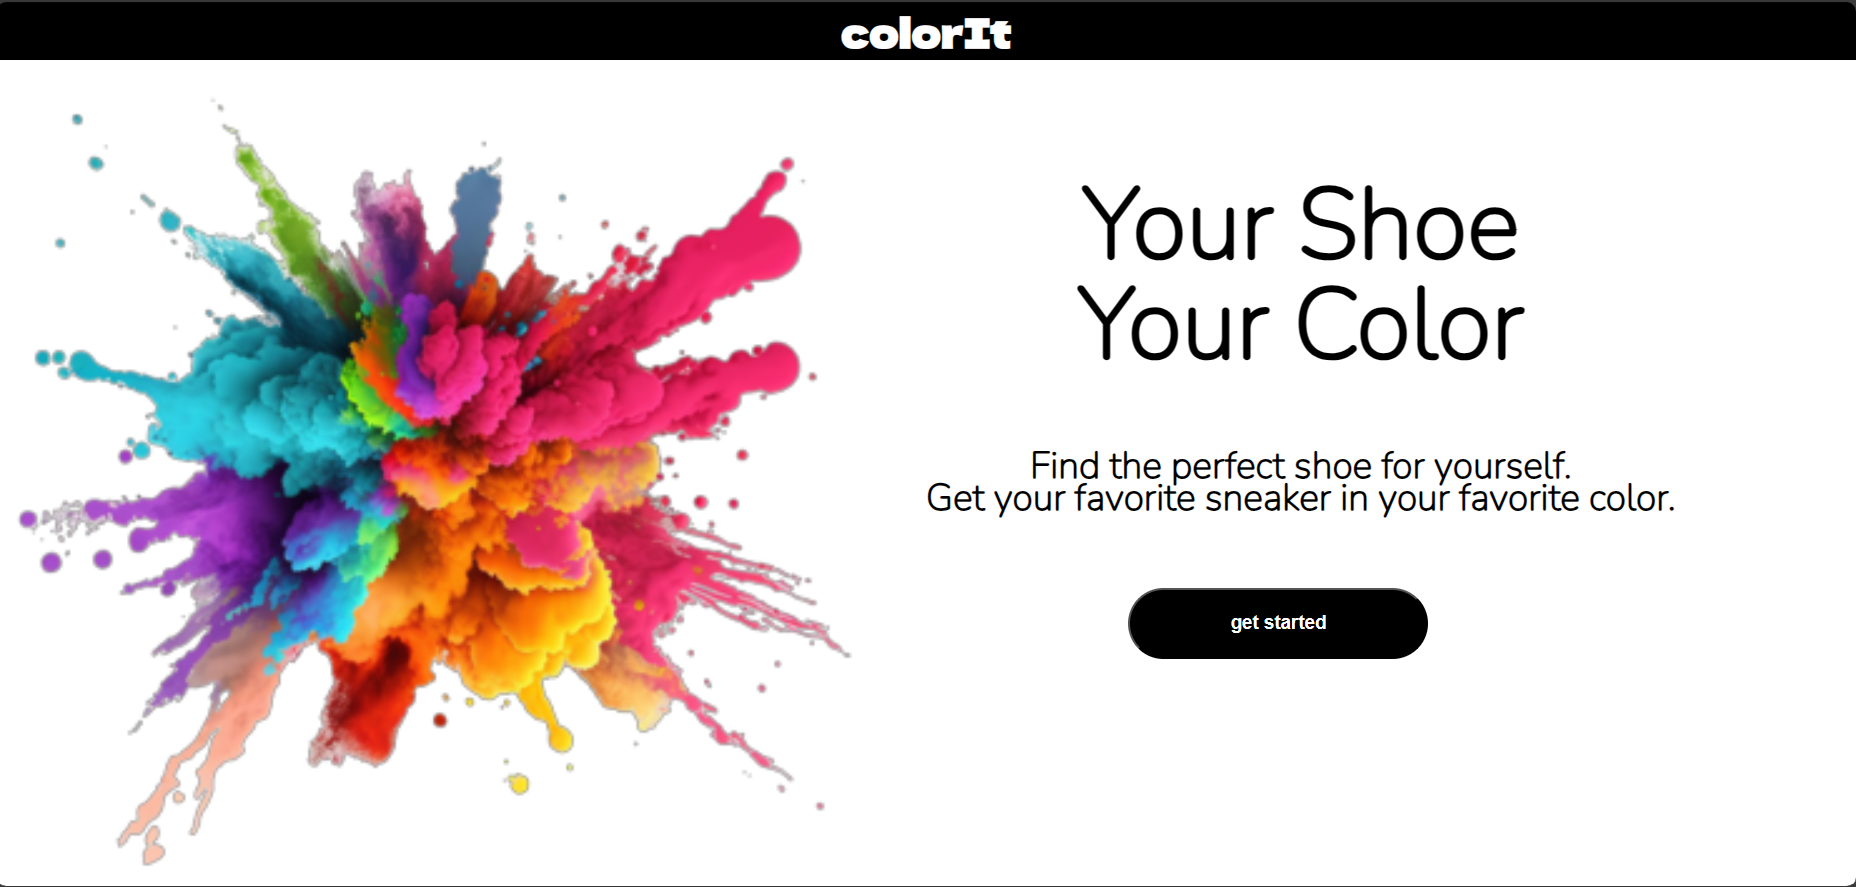 colorIt
Your Shoe
Your Color
Find the perfect shoe for yourself.
Get your favorite sneaker in your favorite color.
get started